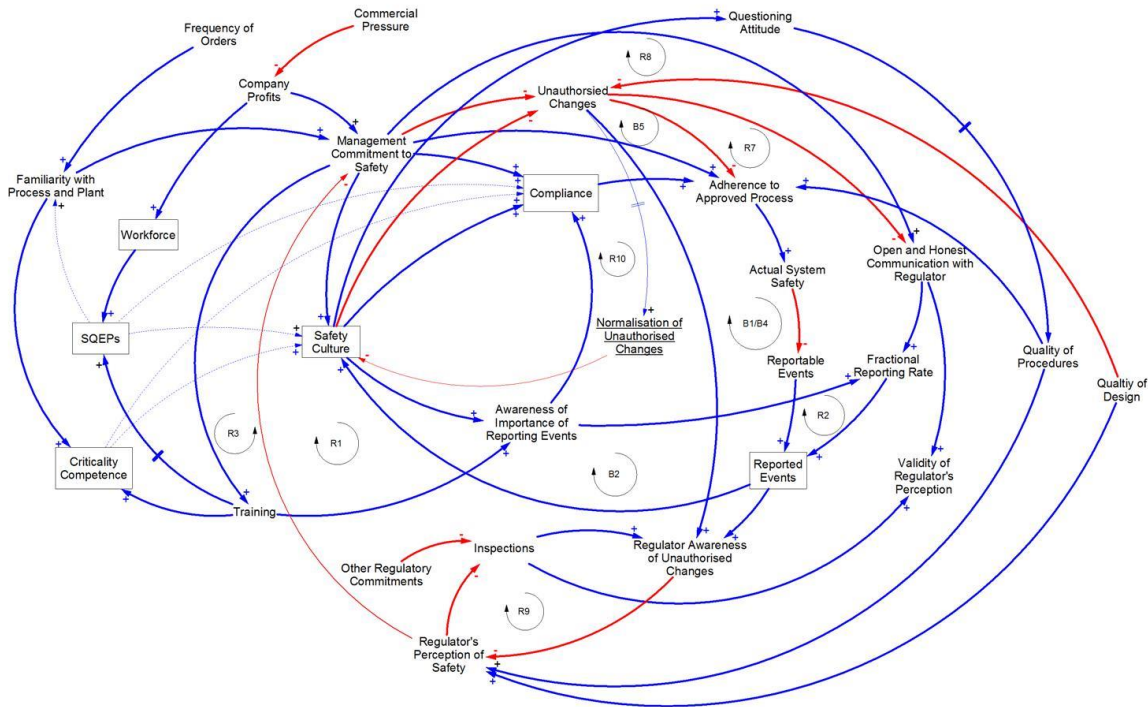 Commercial
Pressure
Questioning
Attitude
Frequency of
Orders
R8
Company
Profits
Unauthorsied
Changes
B5
Management
Commitment to
Safety
R7
Familiarity with
Process and Plant
Compliance
Adherence to
Approved Process
Workforce
Open and Honest
Communication with
Regulator
R10
Actual System
Safety
SQEPs
Safety
Culture
Normalisation of
Unauthorised
Changes
B1/B4
Reportable
Events
Fractional
Reporting Rate
Quality of
Procedures
Qualtiy of
Design
Awareness of
Importance of
Reporting Events
R2
R3
R1
Criticality
Competence
B2
Reported
Events
Validity of
Regulator's
Perception
Training
Other Regulatory
Commitments
Inspections
Regulator Awareness
of Unauthorised
Changes
R9
Regulator's
Perception of
Safety